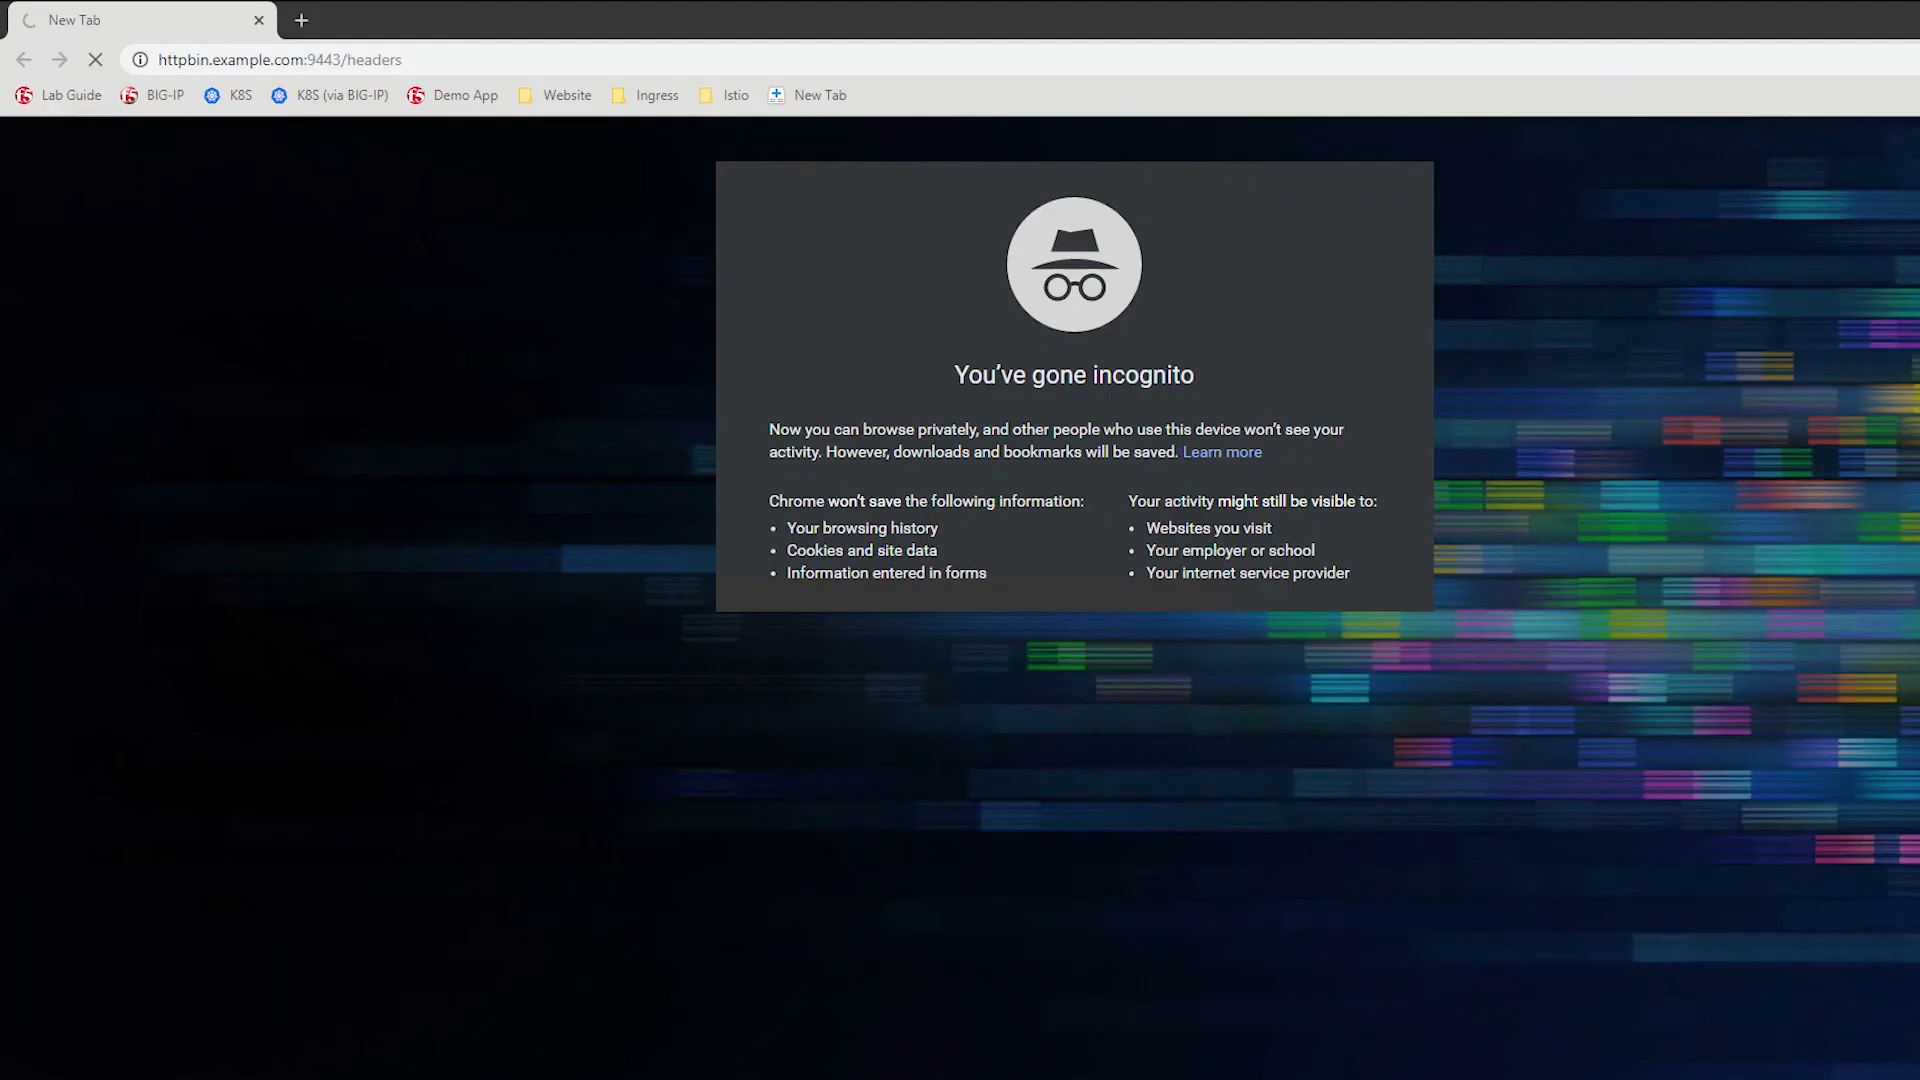 New Tab
httpbin.example.com:9443/headers
Lab Guide BIG-IP K8S K8S (via BIG-IP) Demo App Website Ingress Istio New Tab
You’ve gone incognito
Now you can browse privately, and other people who use this device won’t see your
activity. However, downloads and bookmarks will be saved. Learn more
Chrome won’t save the following information:
Your browsing history
Cookies and site data
Information entered in forms
Your activity might still be visible to:
Websites you visit
Your employer or school
Your internet service provider